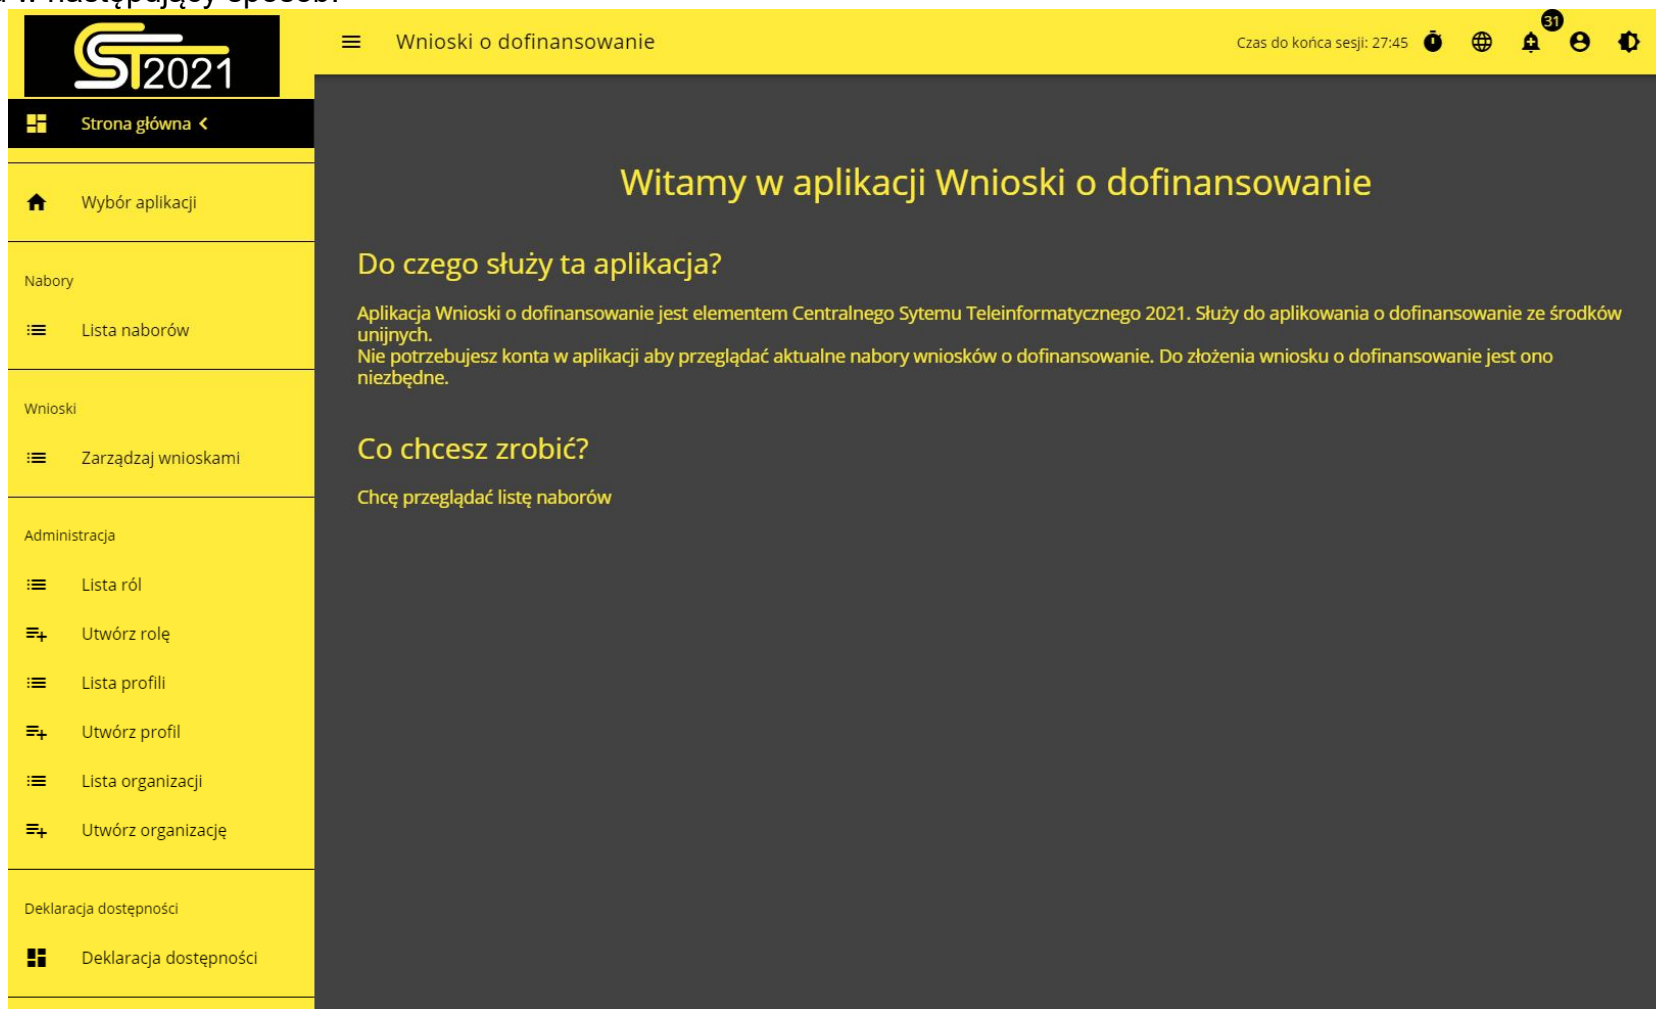 w następujący sposób:
ST2021
Wnioski o dofinansowanie
Czas do końca sesji: 27:45
31
Strona główna
Wybór aplikacji
Nabory
Lista naborów
Wnioski
Zarządzaj wnioskami
Administracja
Lista ról
Utwórz rolę
Lista profili
Utwórz profil
Lista organizacji
Utwórz organizację
Deklaracja dostępności
Deklaracja dostępności
Witamy w aplikacji Wnioski o dofinansowanie
Do czego służy ta aplikacja?
Aplikacja Wnioski o dofinansowanie jest elementem Centralnego Sytemu Teleinformatycznego 2021. Służy do aplikowania o dofinansowanie ze środków
unijnych.
Nie potrzebujesz konta w aplikacji aby przeglądać aktualne nabory wniosków o dofinansowanie. Do złożenia wniosku o dofinansowanie jest ono
niezbędne.
Co chcesz zrobić?
Chcę przeglądać listę naborów